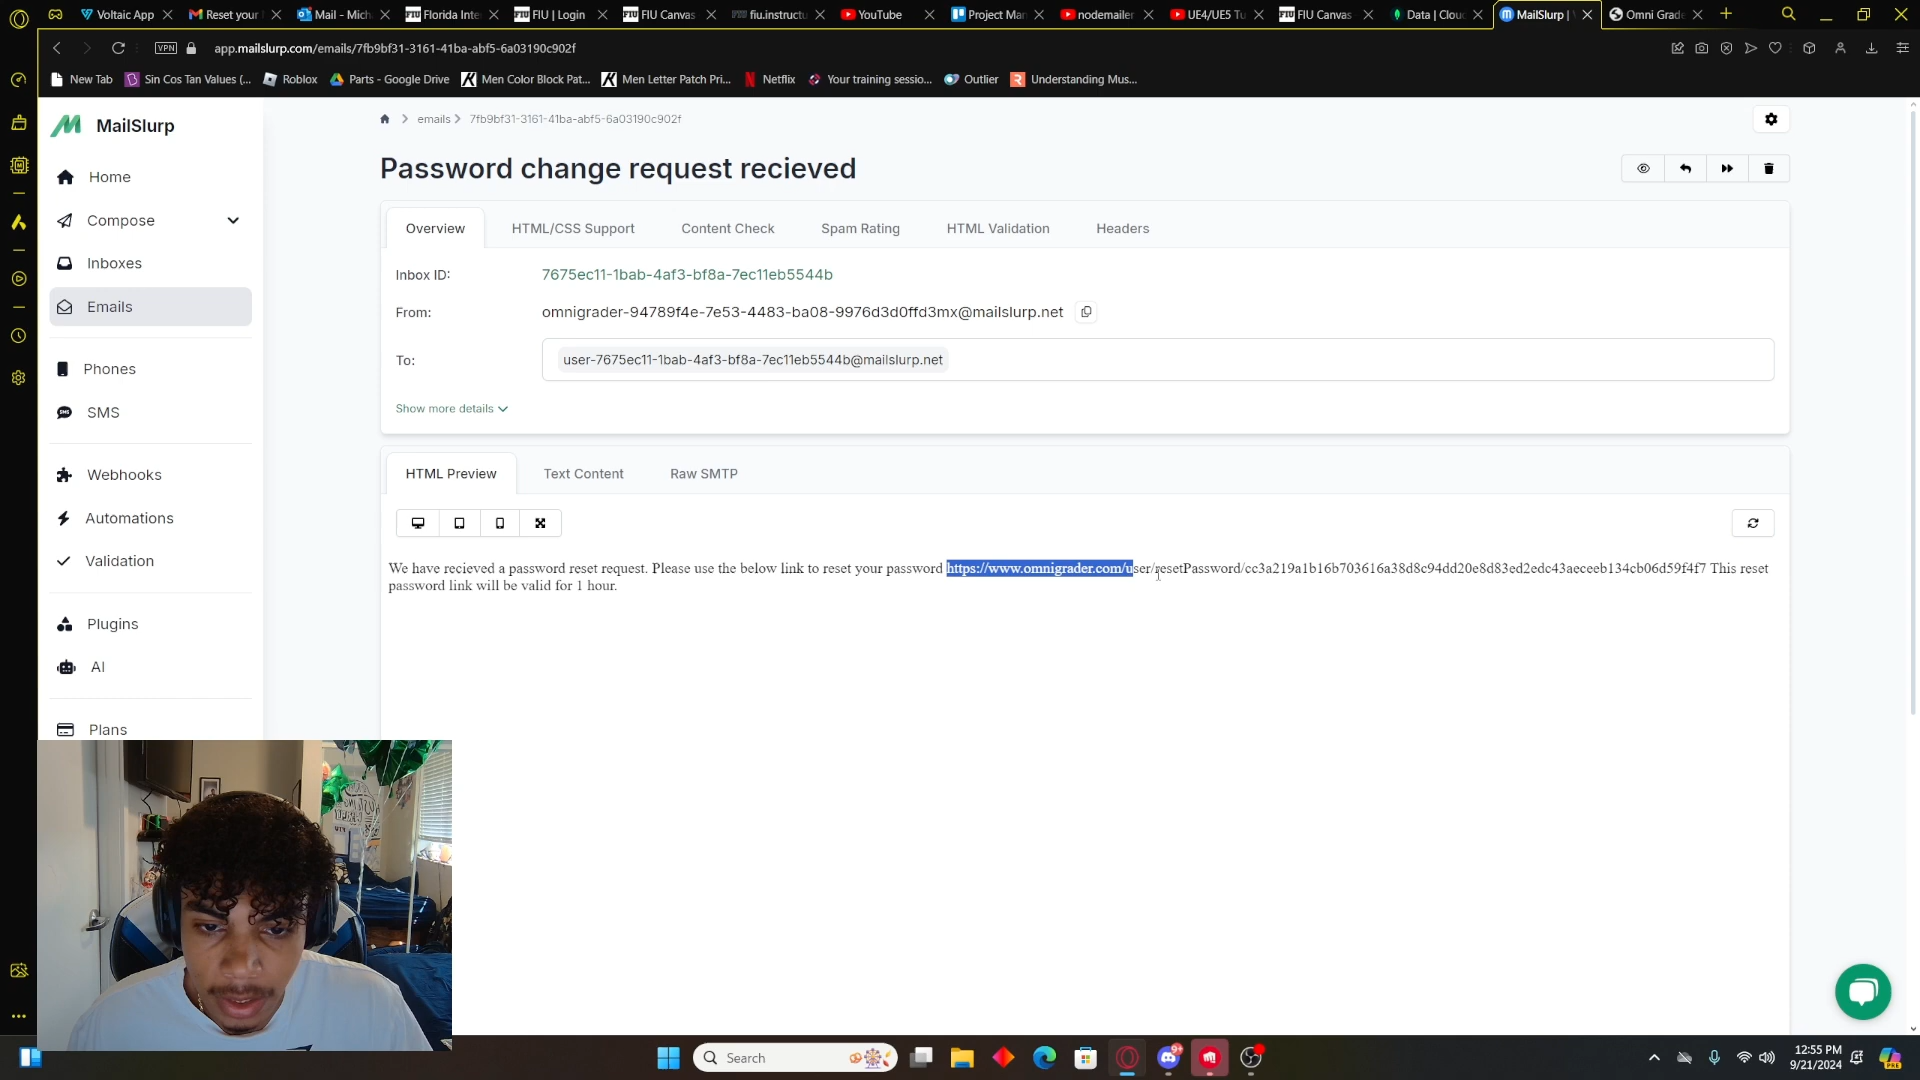 Voltaic App
Reset your
Mail - Mich
FIU Florida Inte
FIU FIU | Login
FIU FIU Canvas
fiu.instructu
YouTube
Project Man
nodemailer
UE4/UE5 Tu
FIU FIU Canvas
Data | Clou
MailSlurp |
Omni Grade
VPN app.mailslurp.com/emails/7fb9bf31-3161-41ba-abf5-6a03190c902f
New Tab
Sin Cos Tan Values (...
Roblox
Parts - Google Drive
Men Color Block Pat...
Men Letter Patch Pri...
Netflix
Your training sessio...
Outlier
Understanding Mus...
MailSlurp
Home
Compose
Inboxes
Emails
Phones
SMS
Webhooks
Automations
Validation
Plugins
AI
Plans
emails > 7fb9bf31-3161-41ba-abf5-6a03190c902f
Password change request recieved
Overview HTML/CSS Support Content Check Spam Rating HTML Validation Headers
Inbox ID: 7675ec11-1bab-4af3-bf8a-7ec11eb5544b
From: omnigrader-94789f4e-7e53-4483-ba08-9976d3d0ffd3mx@mailslurp.net
To: user-7675ec11-1bab-4af3-bf8a-7ec11eb5544b@mailslurp.net
Show more details
HTML Preview Text Content Raw SMTP
We have recieved a password reset request. Please use the below link to reset your password https://www.omnigrader.com/user/resetPassword/cc3a219a1b16b703616a38d8c94dd20e8d83ed2edc43aeceeb134cb06d59f4f7 This reset
password link will be valid for 1 hour.
Search
12:55 PM
9/21/2024